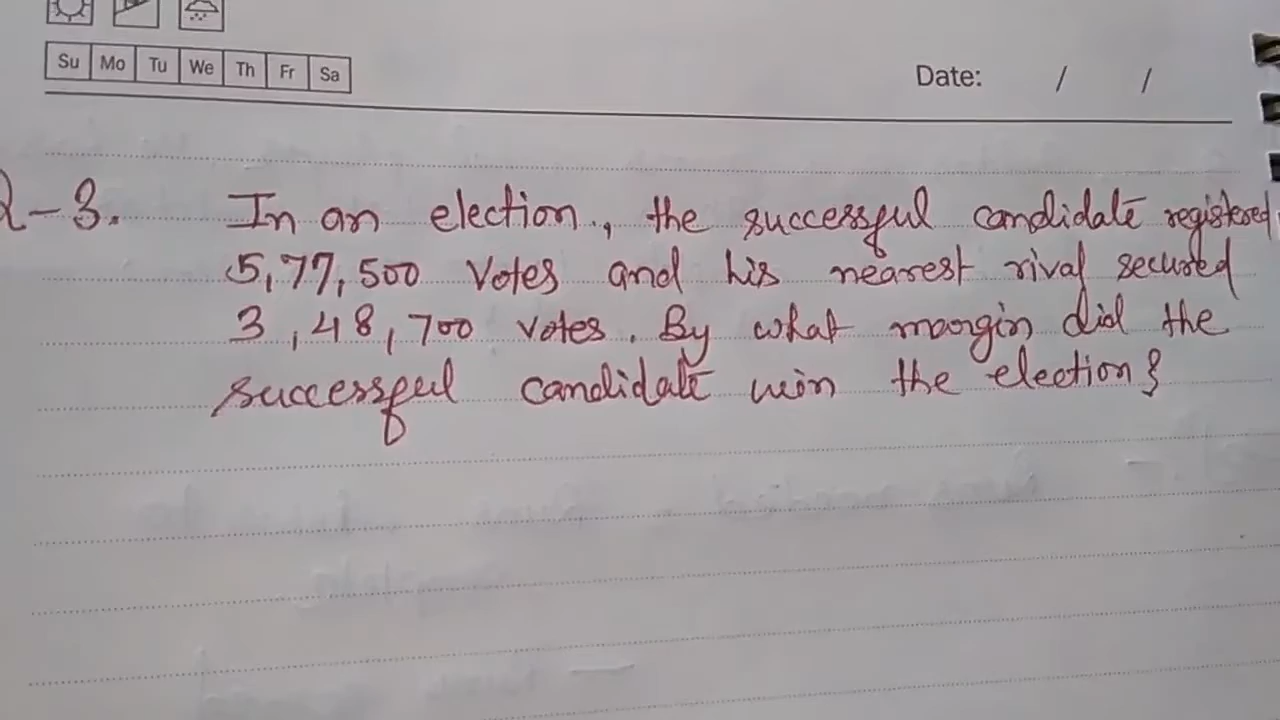 Su Mo Tu We Th Fr Sa
Date: / /
Q-3. In an election, the successful candidate registered
5,77,500 votes and his nearest rival secured
3,48,700 votes. By what margin did the
successful candidate win the election?